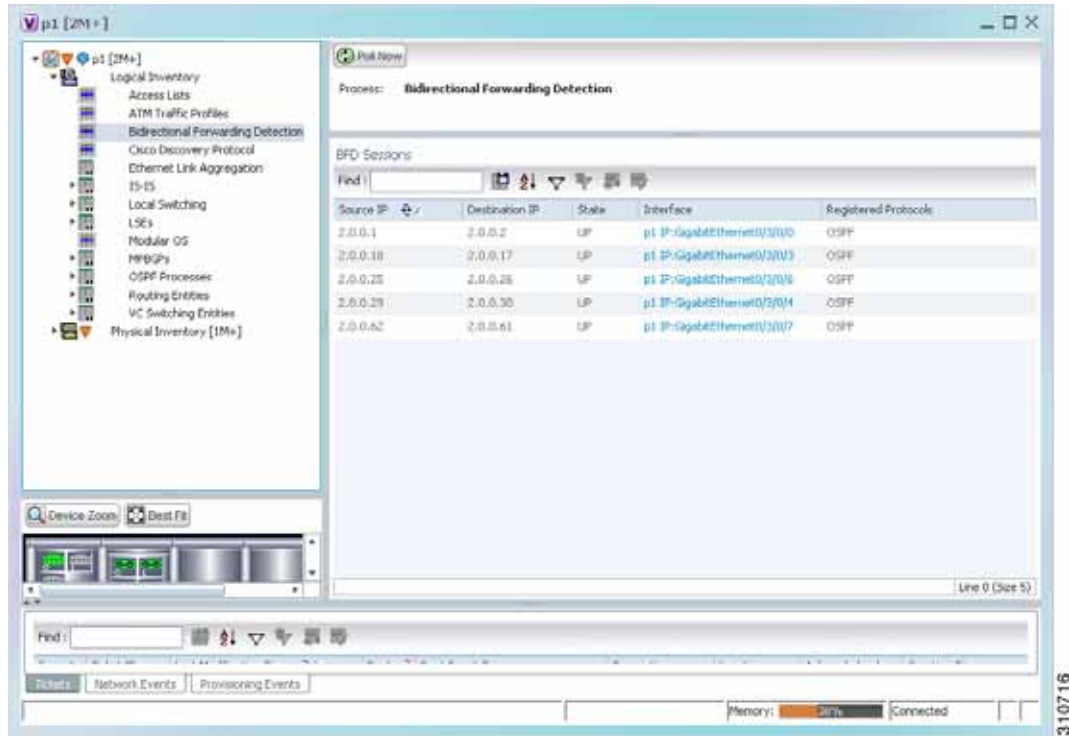 p1 [2M+]
p1 [2M+]
Logical Inventory
Access Lists
ATM Traffic Profiles
Bidirectional Forwarding Detection
Cisco Discovery Protocol
Ethernet Link Aggregation
IS-IS
Local Switching
LSEs
Modular OS
MPBGPs
OSPF Processes
Routing Entities
VC Switching Entities
Physical Inventory [1M+]
Poll Now
Process: Bidirectional Forwarding Detection
BFD Sessions
Find :
Source IP Destination IP State Interface Registered Protocols
2.0.0.1 2.0.0.2 UP p1 IP:GigabitEthernet0/3/0/0 OSPF
2.0.0.18 2.0.0.17 UP p1 IP:GigabitEthernet0/3/0/3 OSPF
2.0.0.25 2.0.0.26 UP p1 IP:GigabitEthernet0/3/0/6 OSPF
2.0.0.29 2.0.0.30 UP p1 IP:GigabitEthernet0/3/0/4 OSPF
2.0.0.62 2.0.0.61 UP p1 IP:GigabitEthernet0/3/0/7 OSPF
Line 0 (Size 5)
Device Zoom Best Fit
Find :
Tickets Network Events Provisioning Events
Memory: Connected
310716